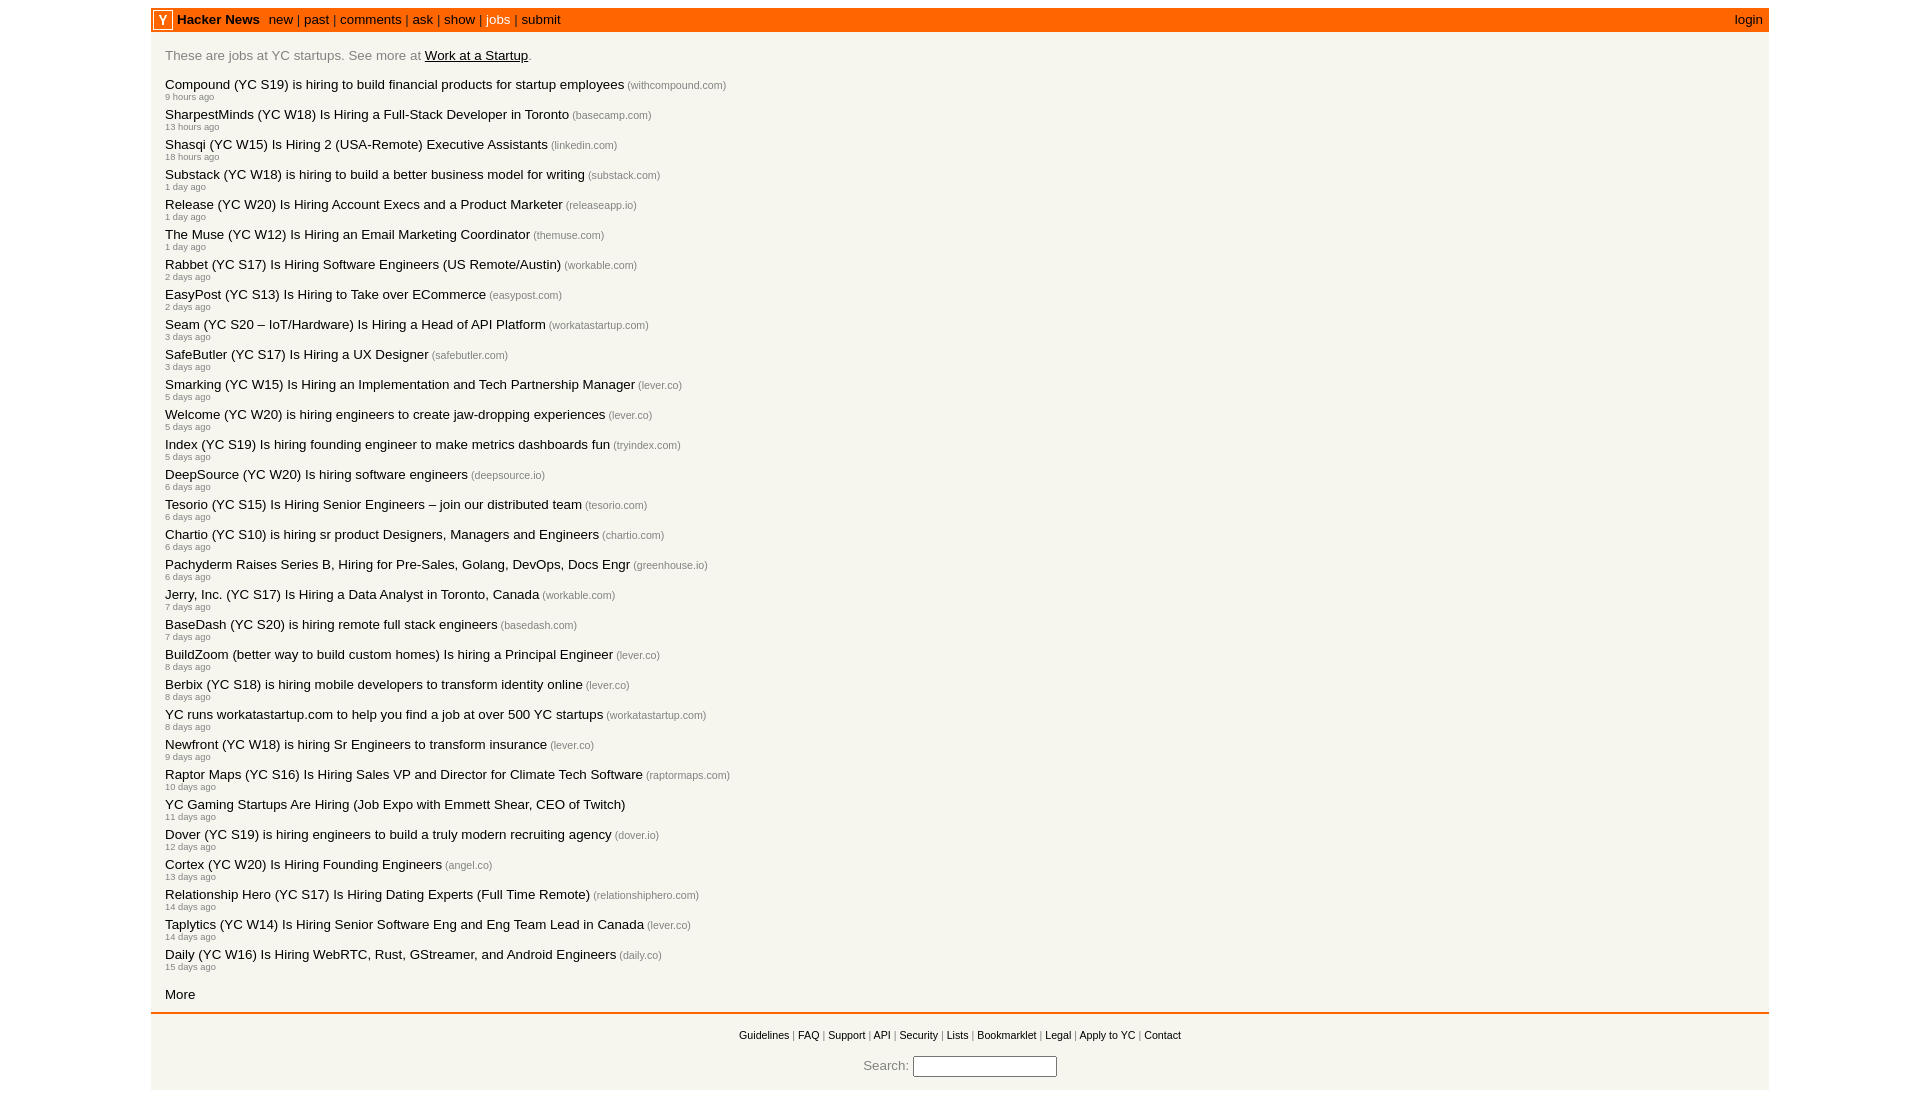 Y Hacker News new | past | comments | ask | show | jobs | submit login
These are jobs at YC startups. See more at Work at a Startup.
Compound (YC S19) is hiring to build financial products for startup employees (withcompound.com)
9 hours ago
SharpestMinds (YC W18) Is Hiring a Full-Stack Developer in Toronto (basecamp.com)
13 hours ago
Shasqi (YC W15) Is Hiring 2 (USA-Remote) Executive Assistants (linkedin.com)
18 hours ago
Substack (YC W18) is hiring to build a better business model for writing (substack.com)
1 day ago
Release (YC W20) Is Hiring Account Execs and a Product Marketer (releaseapp.io)
1 day ago
The Muse (YC W12) Is Hiring an Email Marketing Coordinator (themuse.com)
1 day ago
Rabbet (YC S17) Is Hiring Software Engineers (US Remote/Austin) (workable.com)
2 days ago
EasyPost (YC S13) Is Hiring to Take over ECommerce (easypost.com)
2 days ago
Seam (YC S20 – IoT/Hardware) Is Hiring a Head of API Platform (workatastartup.com)
3 days ago
SafeButler (YC S17) Is Hiring a UX Designer (safebutler.com)
3 days ago
Smarking (YC W15) Is Hiring an Implementation and Tech Partnership Manager (lever.co)
5 days ago
Welcome (YC W20) is hiring engineers to create jaw-dropping experiences (lever.co)
5 days ago
Index (YC S19) Is hiring founding engineer to make metrics dashboards fun (tryindex.com)
5 days ago
DeepSource (YC W20) Is hiring software engineers (deepsource.io)
6 days ago
Tesorio (YC S15) Is Hiring Senior Engineers – join our distributed team (tesorio.com)
6 days ago
Chartio (YC S10) is hiring sr product Designers, Managers and Engineers (chartio.com)
6 days ago
Pachyderm Raises Series B, Hiring for Pre-Sales, Golang, DevOps, Docs Engr (greenhouse.io)
6 days ago
Jerry, Inc. (YC S17) Is Hiring a Data Analyst in Toronto, Canada (workable.com)
7 days ago
BaseDash (YC S20) is hiring remote full stack engineers (basedash.com)
7 days ago
BuildZoom (better way to build custom homes) Is hiring a Principal Engineer (lever.co)
8 days ago
Berbix (YC S18) is hiring mobile developers to transform identity online (lever.co)
8 days ago
YC runs workatastartup.com to help you find a job at over 500 YC startups (workatastartup.com)
8 days ago
Newfront (YC W18) is hiring Sr Engineers to transform insurance (lever.co)
9 days ago
Raptor Maps (YC S16) Is Hiring Sales VP and Director for Climate Tech Software (raptormaps.com)
10 days ago
YC Gaming Startups Are Hiring (Job Expo with Emmett Shear, CEO of Twitch)
11 days ago
Dover (YC S19) is hiring engineers to build a truly modern recruiting agency (dover.io)
12 days ago
Cortex (YC W20) Is Hiring Founding Engineers (angel.co)
13 days ago
Relationship Hero (YC S17) Is Hiring Dating Experts (Full Time Remote) (relationshiphero.com)
14 days ago
Taplytics (YC W14) Is Hiring Senior Software Eng and Eng Team Lead in Canada (lever.co)
14 days ago
Daily (YC W16) Is Hiring WebRTC, Rust, GStreamer, and Android Engineers (daily.co)
15 days ago
More
Guidelines | FAQ | Support | API | Security | Lists | Bookmarklet | Legal | Apply to YC | Contact
Search: